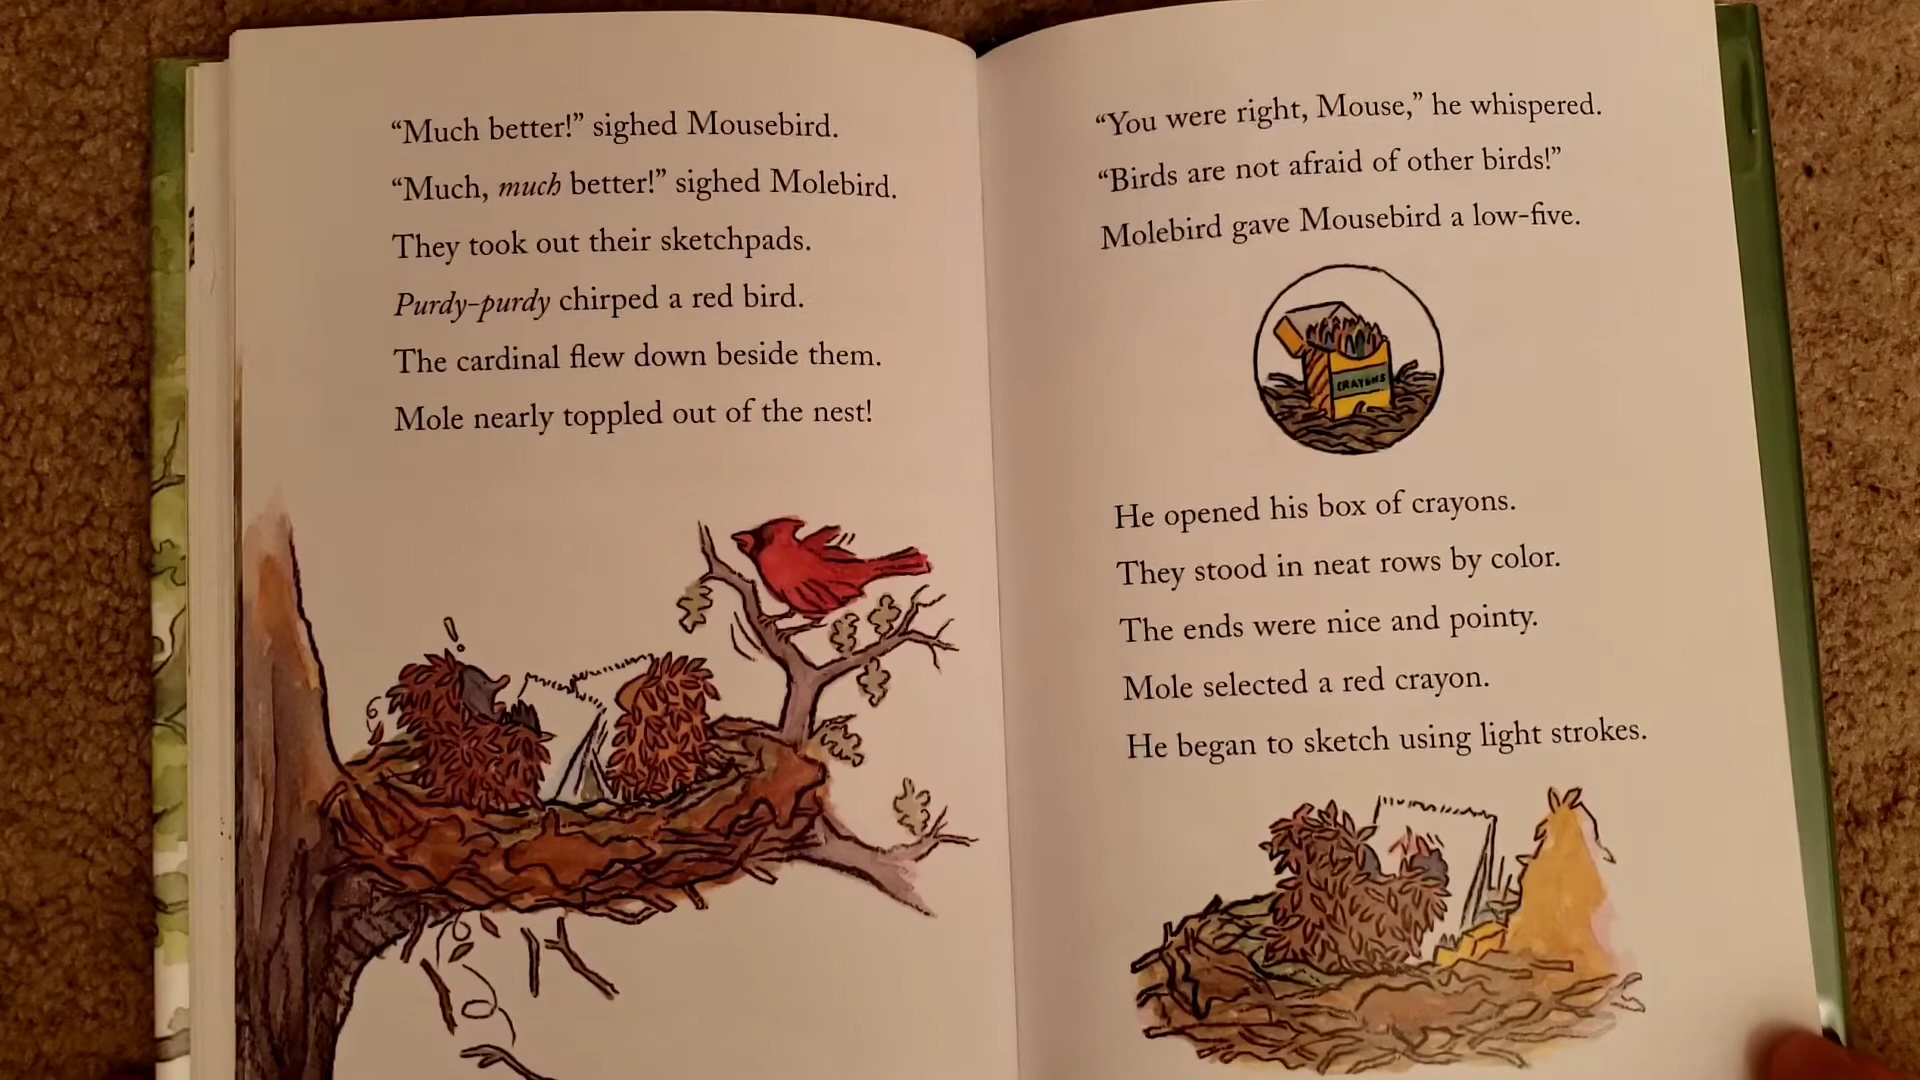 “Much better!” sighed Mousebird.
“Much, much better!” sighed Molebird.
They took out their sketchpads.
Purdy-purdy chirped a red bird.
The cardinal flew down beside them.
Mole nearly toppled out of the nest!
!
“You were right, Mouse,” he whispered.
“Birds are not afraid of other birds!”
Molebird gave Mousebird a low-five.
CRAYONS
He opened his box of crayons.
They stood in neat rows by color.
The ends were nice and pointy.
Mole selected a red crayon.
He began to sketch using light strokes.